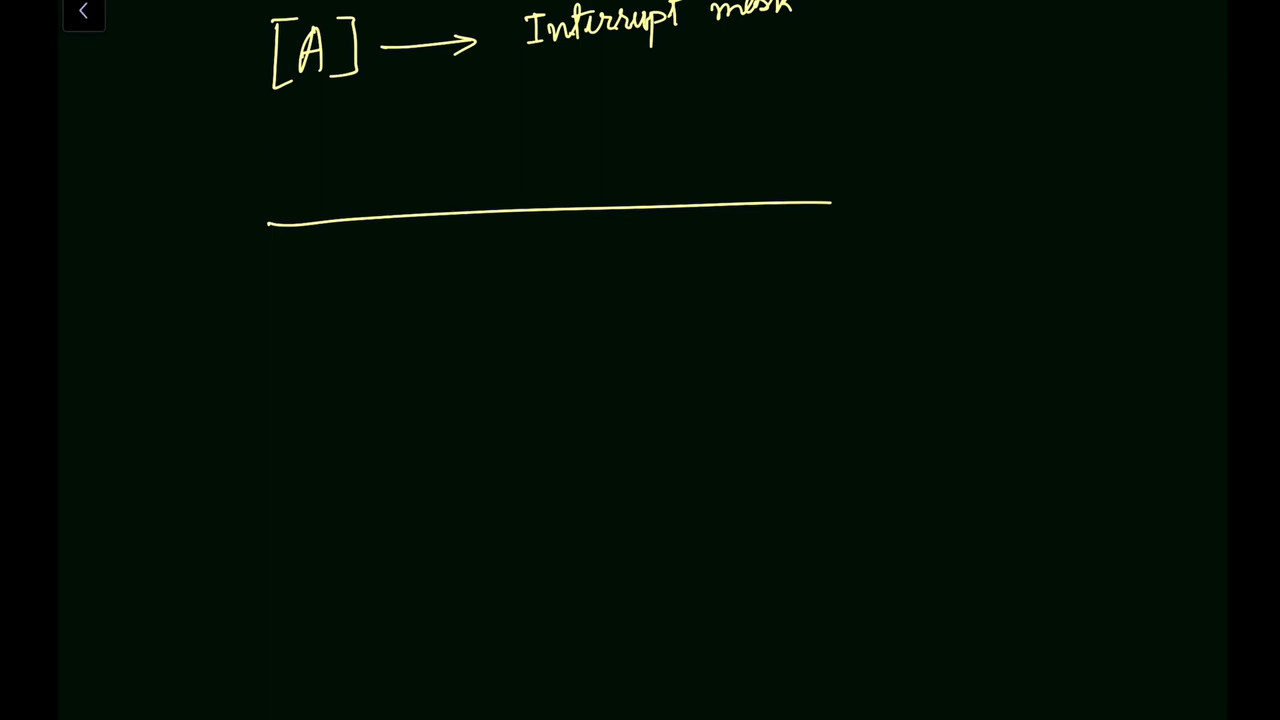 [A] → Interrupt mask